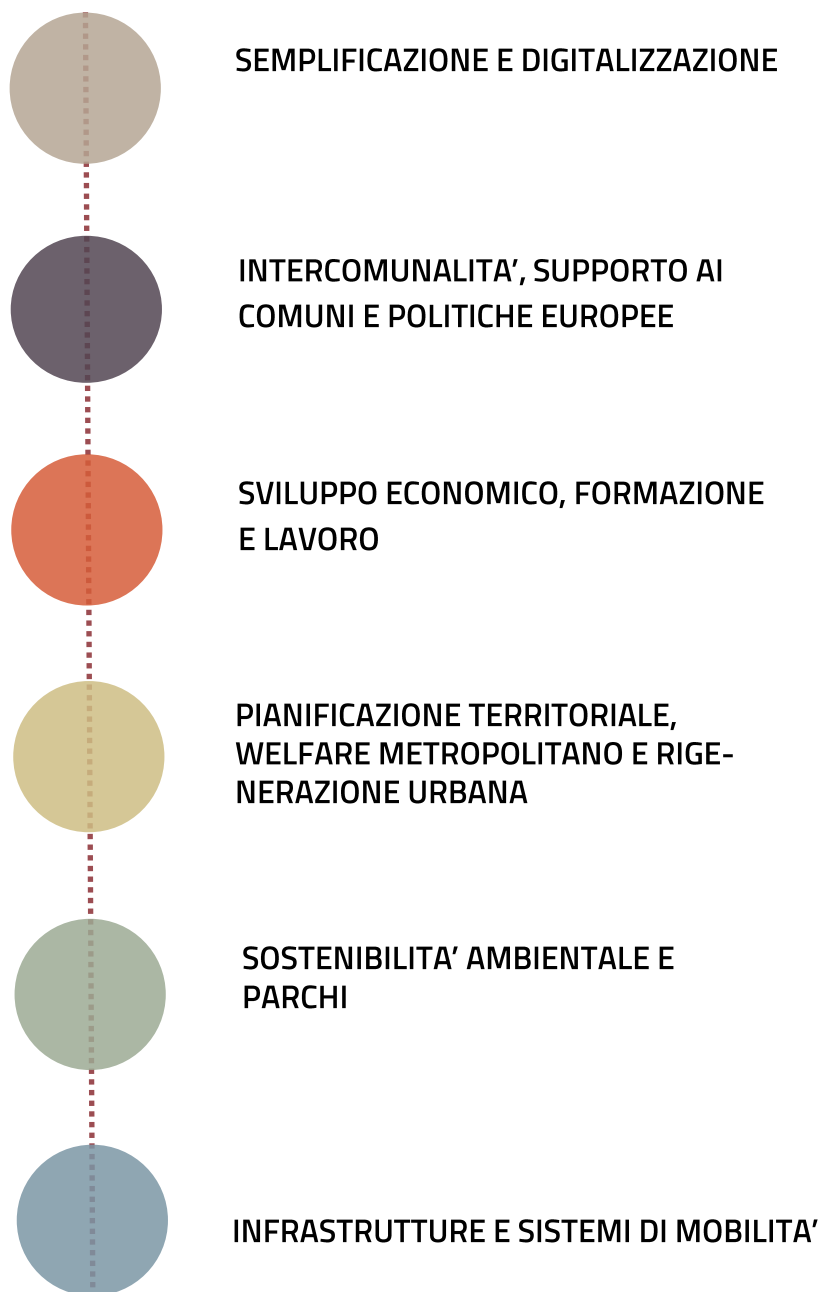 SEMPLIFICAZIONE E DIGITALIZZAZIONE
INTERCOMUNALITA’, SUPPORTO AI
COMUNI E POLITICHE EUROPEE
SVILUPPO ECONOMICO, FORMAZIONE
E LAVORO
PIANIFICAZIONE TERRITORIALE,
WELFARE METROPOLITANO E RIGE-
NERAZIONE URBANA
SOSTENIBILITA’ AMBIENTALE E
PARCHI
INFRASTRUTTURE E SISTEMI DI MOBILITA’